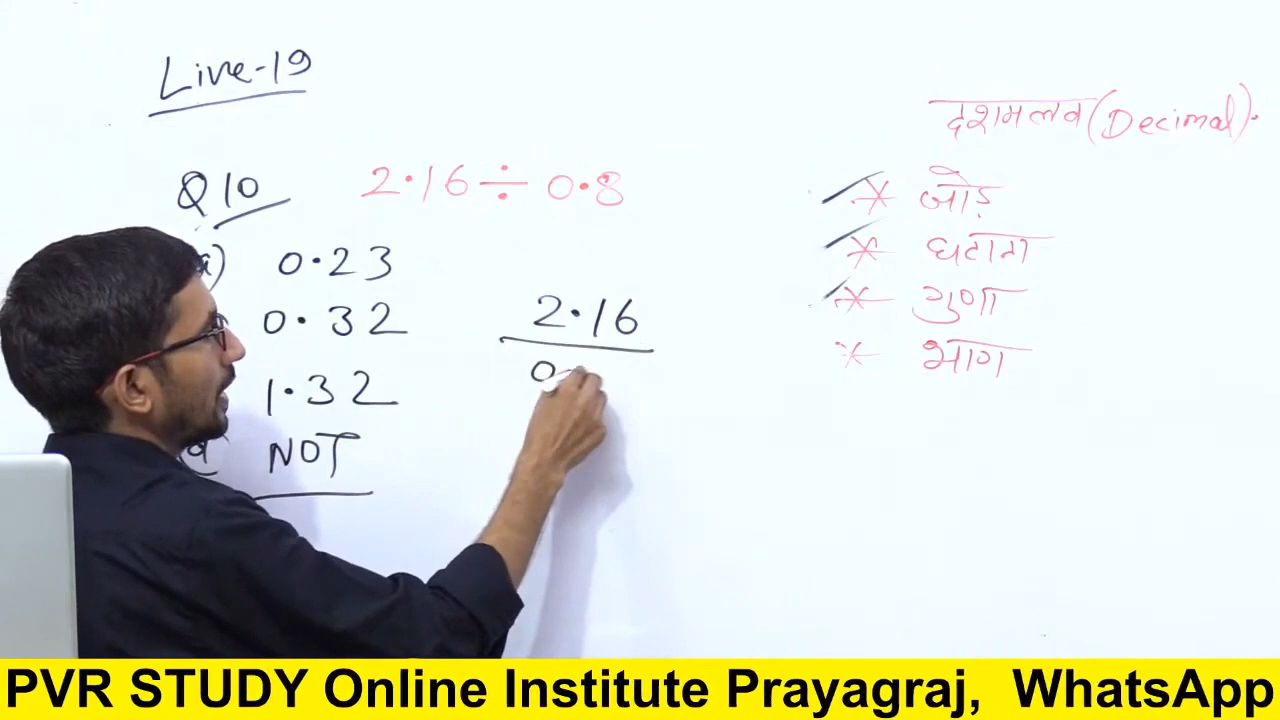 Live-19
दशमलव (Decimal).
Q10 2.16 ÷ 0.8
0.23
0.32
1.32
NOT
2.16
0.
* जोड़
* घटाना
* गुणा
* भाग
PVR STUDY Online Institute Prayagraj, WhatsApp